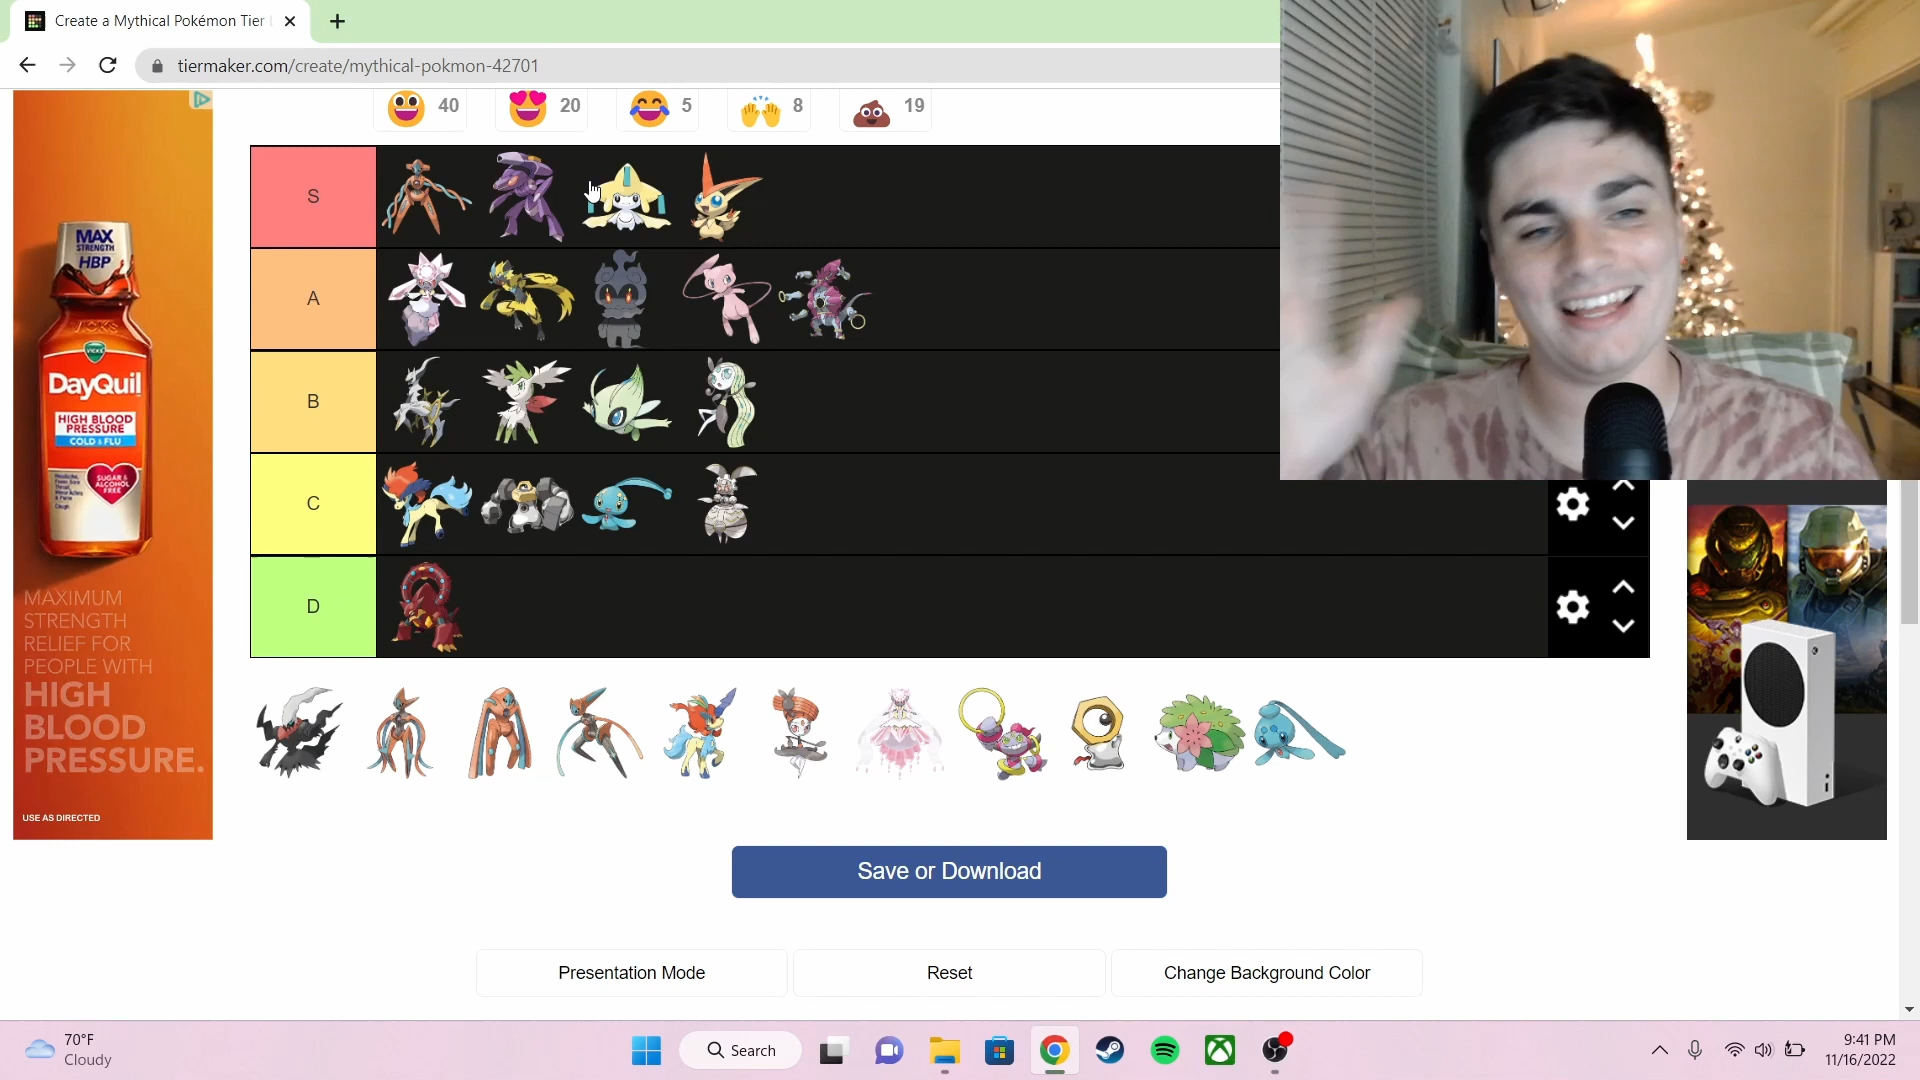 Create a Mythical Pokémon Tier
tiermaker.com/create/mythical-pokmon-42701
40
20
5
8
19
S
A
B
C
D
MAX
STRENGTH
HBP
VICKS
VICKS
DayQuil
HIGH BLOOD
PRESSURE
COLD & FLU
SUGAR &
ALCOHOL
FREE
MAXIMUM
STRENGTH
RELIEF FOR
PEOPLE WITH
HIGH
BLOOD
PRESSURE.
USE AS DIRECTED
Save or Download
Presentation Mode
Reset
Change Background Color
70°F
Cloudy
Search
9:41 PM
11/16/2022